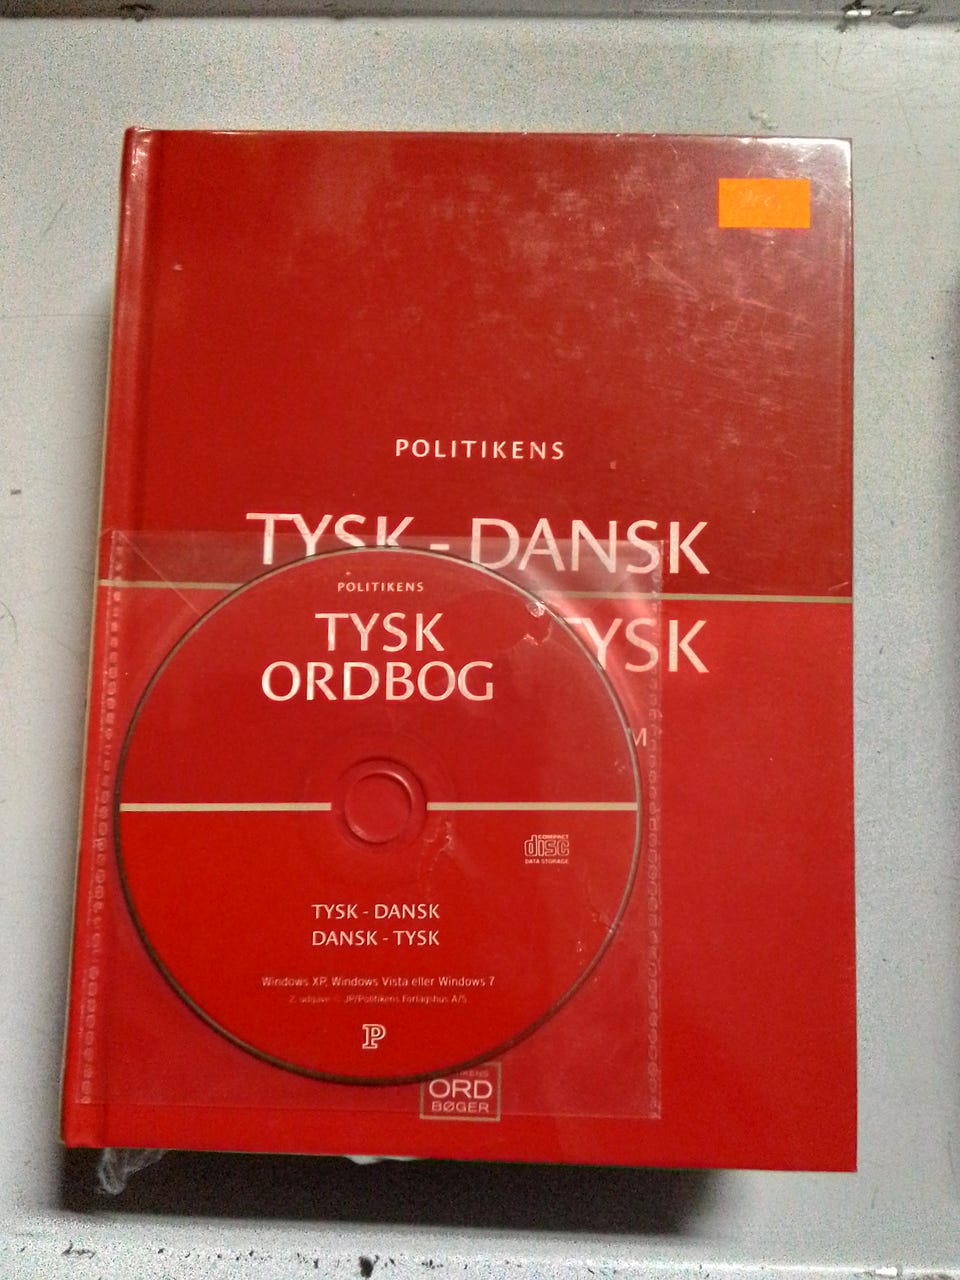 POLITIKENS
TYSK - DANSK
TYSK
M
POLITIKENS
TYSK
ORDBOG
COMPACT
disc
DATA STORAGE
TYSK - DANSK
DANSK - TYSK
Windows XP, Windows Vista eller Windows 7
2. udgave © JP/Politikens Forlagshus A/S
P
ORD
BØGER